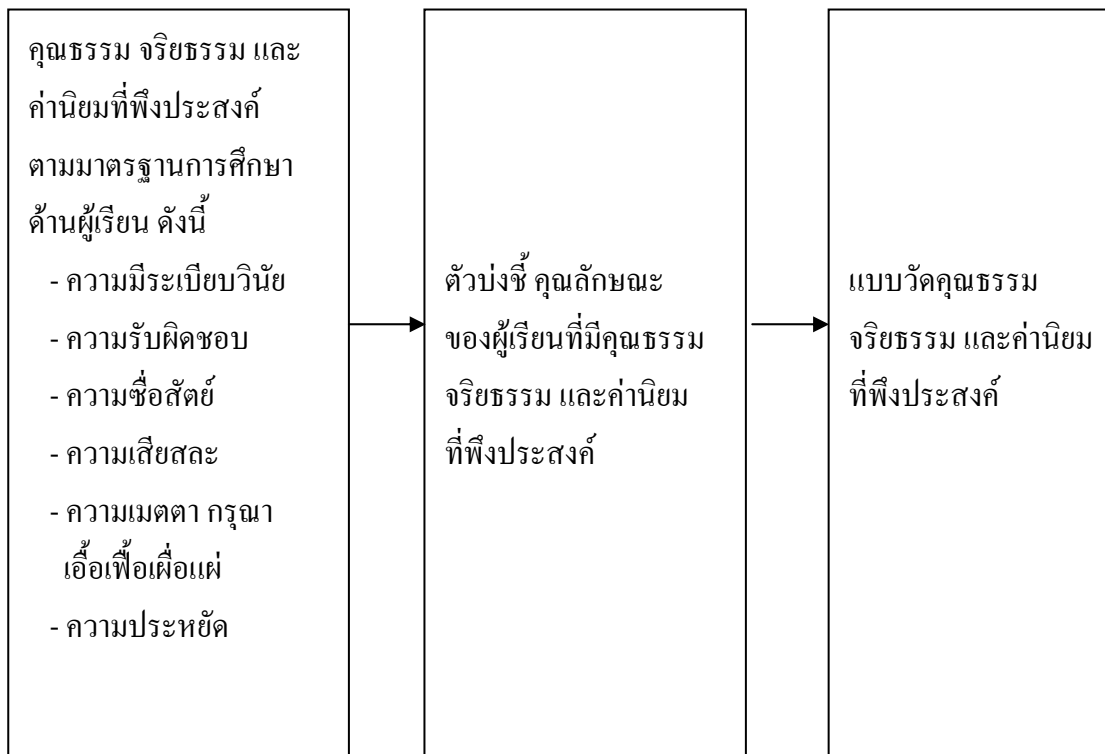 คุณธรรม จริยธรรม และ
ค่านิยมที่พึงประสงค์
ตามมาตรฐานการศึกษา
ด้านผู้เรียน ดังนี้
- ความมีระเบียบวินัย
- ความรับผิดชอบ
- ความซื่อสัตย์
- ความเสียสละ
- ความเมตตา กรุณา
เอื้อเฟื้อเผื่อแผ่
- ความประหยัด
ตัวบ่งชี้ คุณลักษณะ
ของผู้เรียนที่มีคุณธรรม
จริยธรรม และค่านิยม
ที่พึงประสงค์
แบบวัดคุณธรรม
จริยธรรม และค่านิยม
ที่พึงประสงค์